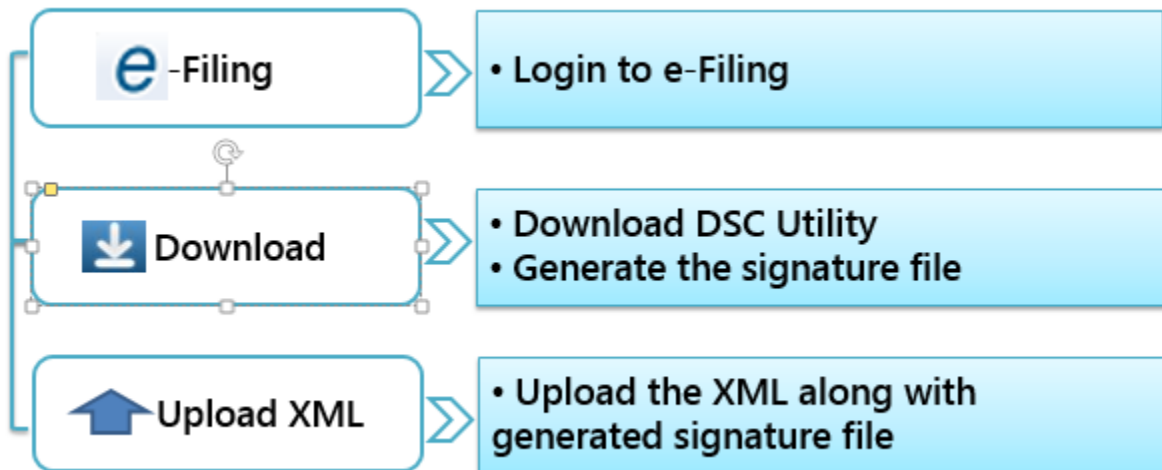 e-Filing
• Login to e-Filing
Download
• Download DSC Utility
• Generate the signature file
Upload XML
• Upload the XML along with
generated signature file